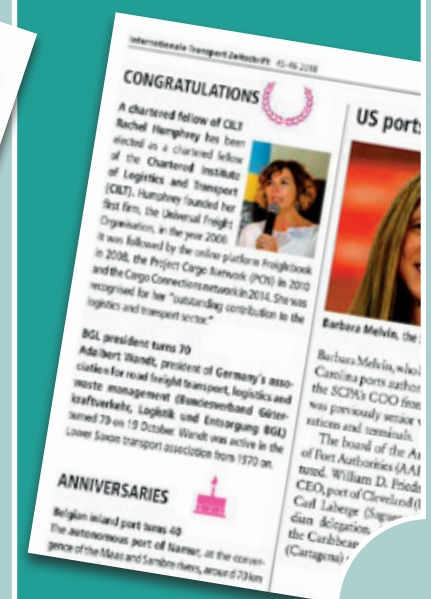 Internationale Transport Zeitschrift 45-46 2018
CONGRATULATIONS
A chartered fellow of CILT
Rachel Humphrey has been
elected as a chartered fellow
of the Chartered Institute
of Logistics and Transport
(CILT). Humphrey founded her
first firm, the Universal Freight
Organisation, in the year 2000.
It was followed by the online platform Freightbook
in 2008, the Project Cargo Network (PCN) in 2010
and the Cargo Connections network in 2014. She was
recognised for her "outstanding contribution to the
logistics and transport sector."
BGL president turns 70
Adalbert Wandt, president of Germany's asso-
ciation for road freight transport, logistics and
waste management (Bundesverband Güter-
kraftverkehr, Logistik und Entsorgung BGL)
turned 70 on 19 October. Wandt was active in the
Lower Saxon transport association from 1970 on.
ANNIVERSARIES
Belgian inland port turns 40
The autonomous port of Namur, at the conver-
gence of the Maas and Sambre rivers, around 70 km
US ports
Barbara Melvin, the
Barbara Melvin, who
Carolina ports author
the SCPA's COO from
was previously senior v
rations and terminals.
The board of the Am
of Port Authorities (AAP
tured. William D. Friedm
CEO, port of Cleveland (
Carl Laberge (Saguen
dian delegation,
the Caribbean
(Cartagena)